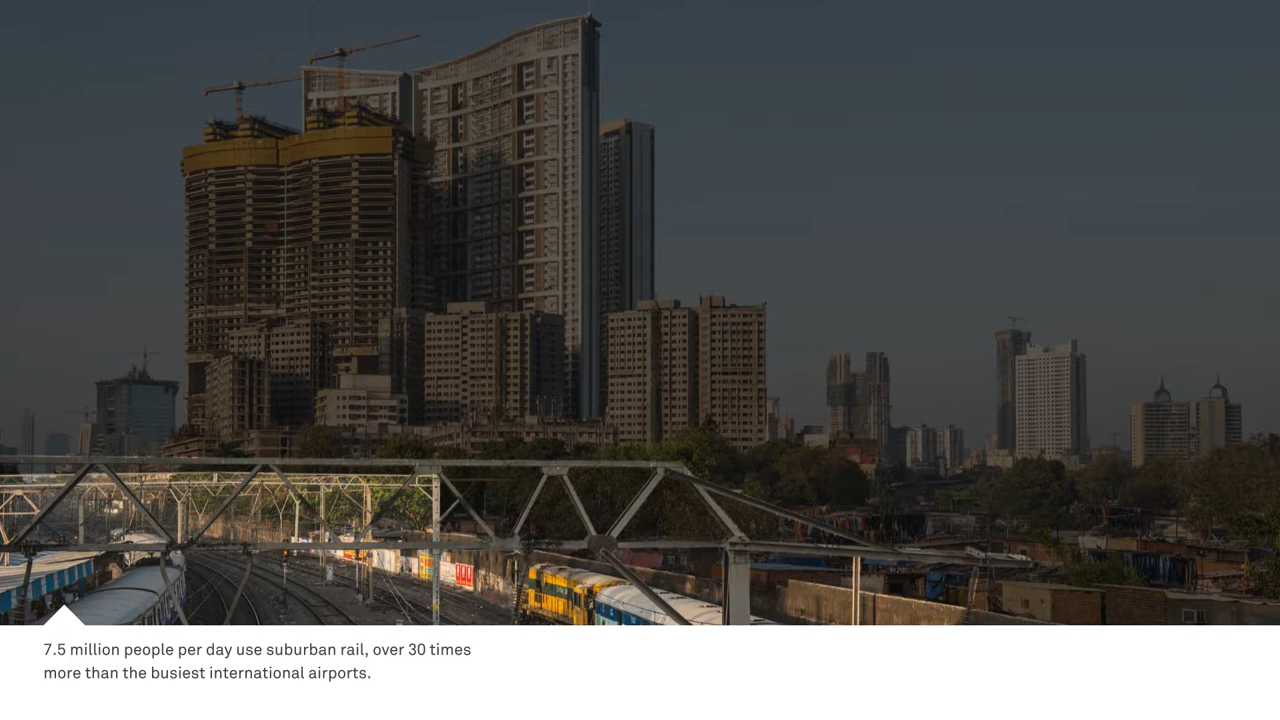 7.5 million people per day use suburban rail, over 30 times
more than the busiest international airports.